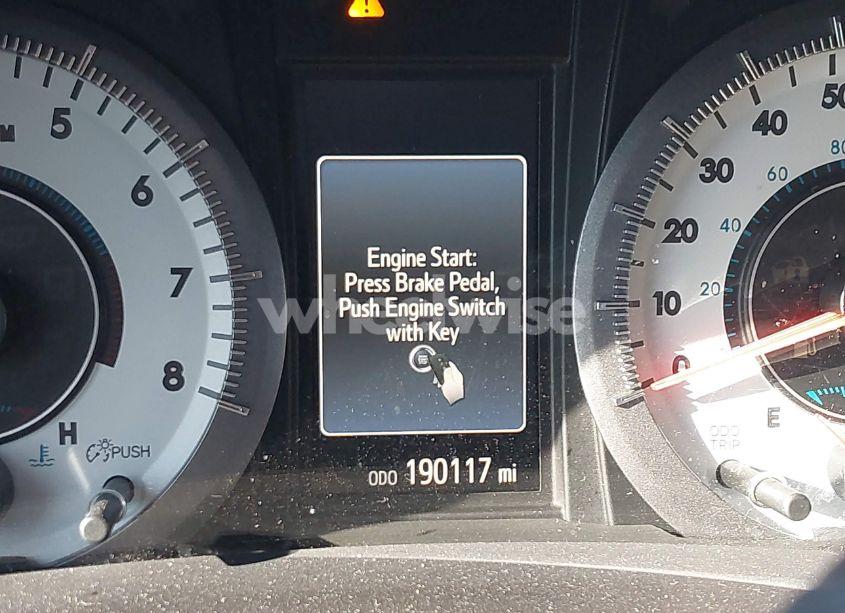 Engine Start:
Press Brake Pedal,
Push Engine Switch
with Key
ODO 190117 mi
5
6
7
8
H
PUSH
50
40
30
20
10
0
80
60
40
20
ODO
TRIP
E
wheelwise